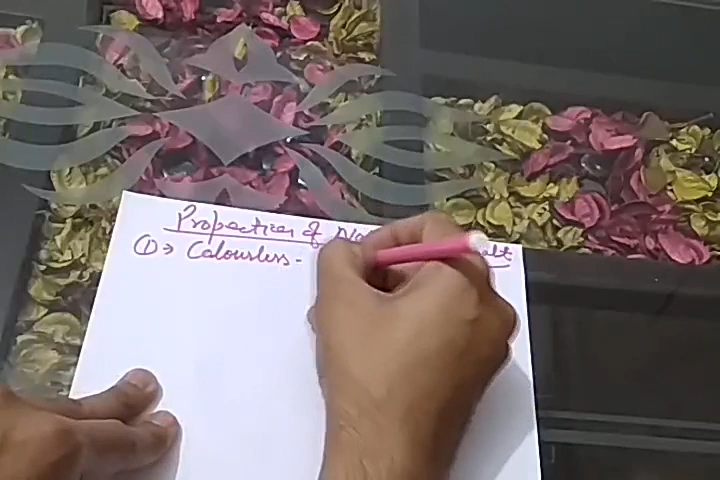 Properties of
① → Colourless -